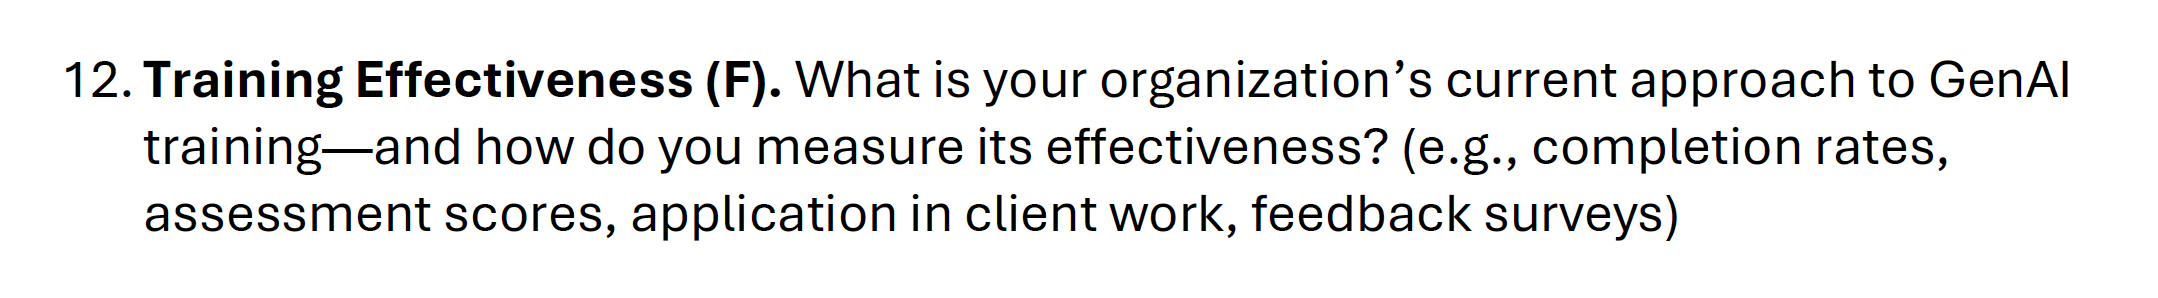 12. Training Effectiveness (F). What is your organization’s current approach to GenAI
training—and how do you measure its effectiveness? (e.g., completion rates,
assessment scores, application in client work, feedback surveys)